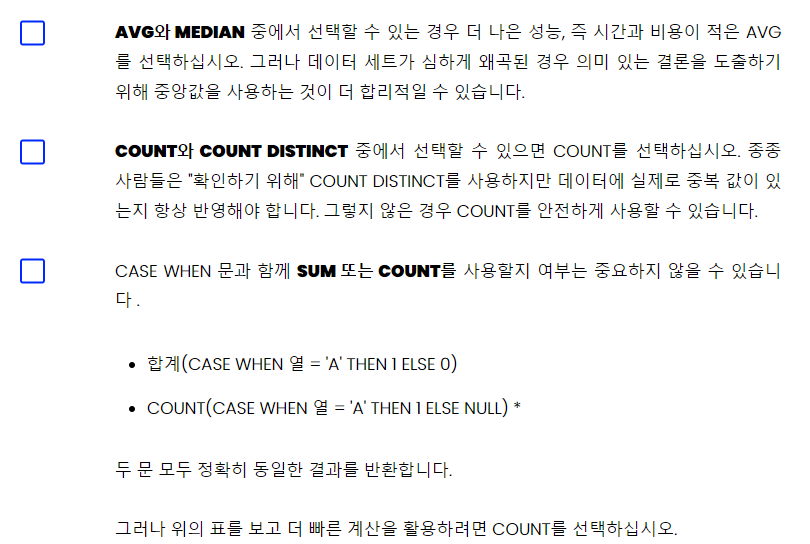 AVG와 MEDIAN 중에서 선택할 수 있는 경우 더 나은 성능, 즉 시간과 비용이 적은 AVG
를 선택하십시오. 그러나 데이터 세트가 심하게 왜곡된 경우 의미 있는 결론을 도출하기
위해 중앙값을 사용하는 것이 더 합리적일 수 있습니다.
COUNT와 COUNT DISTINCT 중에서 선택할 수 있으면 COUNT를 선택하십시오. 종종
사람들은 "확인하기 위해" COUNT DISTINCT를 사용하지만 데이터에 실제로 중복 값이 있
는지 항상 반영해야 합니다. 그렇지 않은 경우 COUNT를 안전하게 사용할 수 있습니다.
CASE WHEN 문과 함께 SUM 또는 COUNT를 사용할지 여부는 중요하지 않을 수 있습니
다 .
• 합계(CASE WHEN 열 = 'A' THEN 1 ELSE 0)
• COUNT(CASE WHEN 열 = 'A' THEN 1 ELSE NULL) *
두 문 모두 정확히 동일한 결과를 반환합니다.
그러나 위의 표를 보고 더 빠른 계산을 활용하려면 COUNT를 선택하십시오.